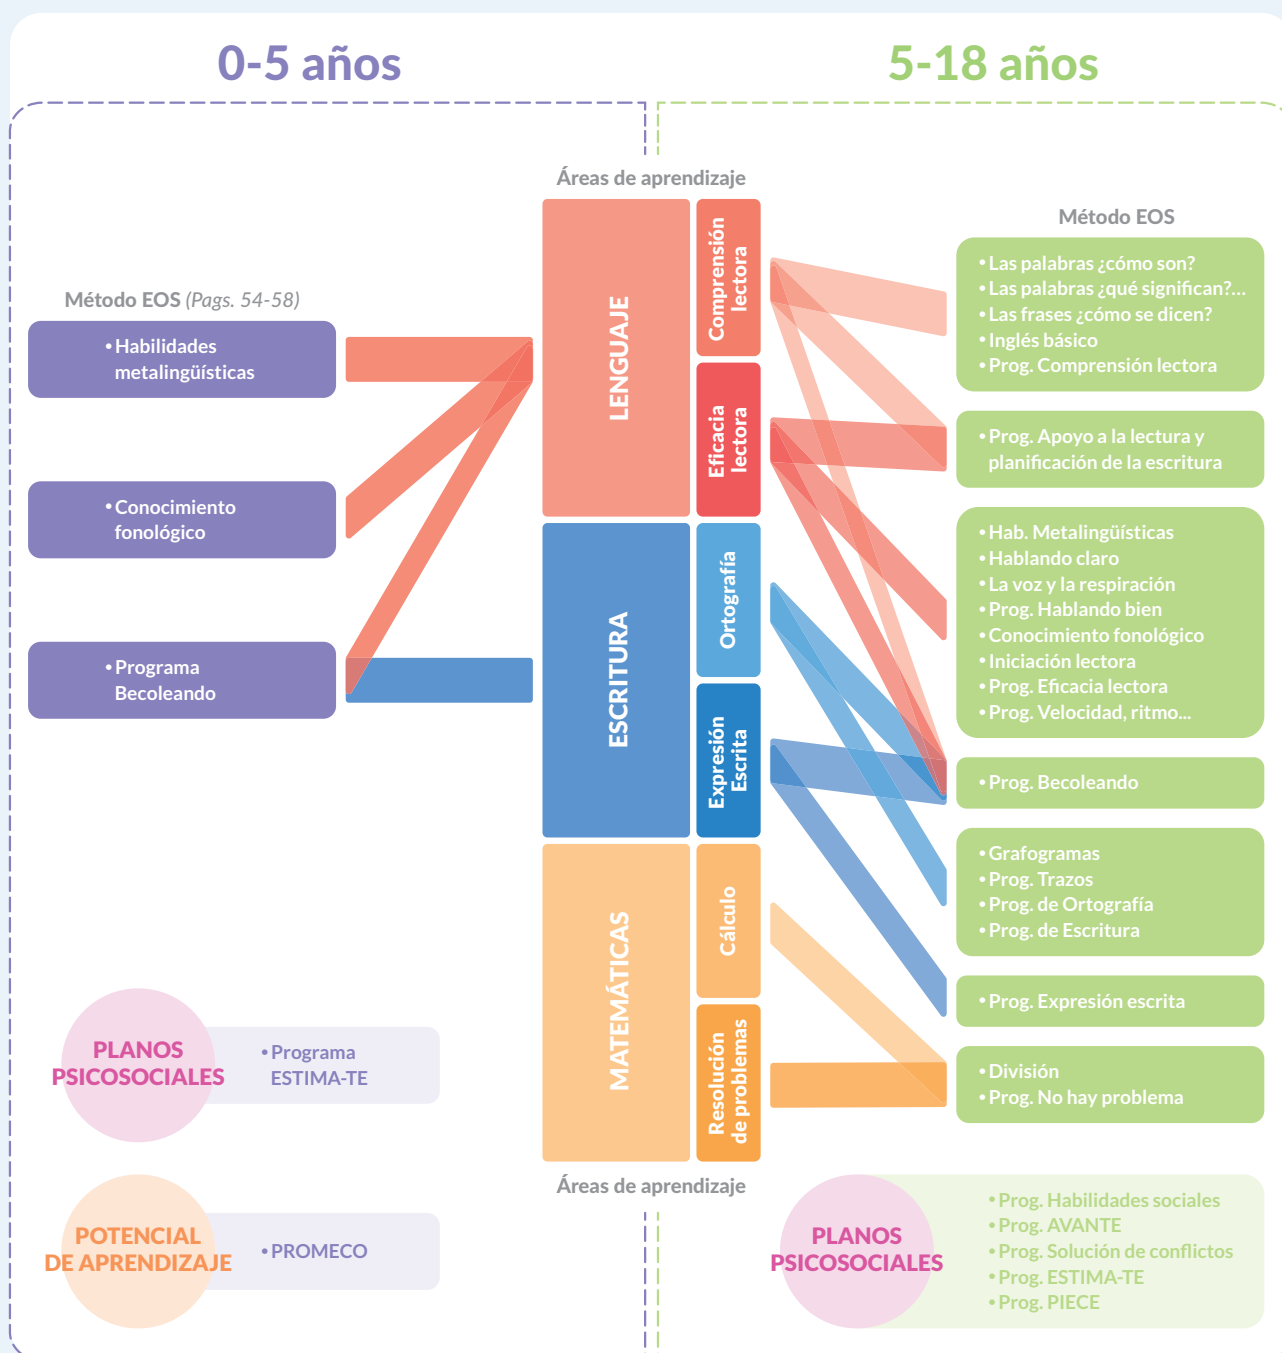 0-5 años
5-18 años
Áreas de aprendizaje
Método EOS (Pags. 54-58)
• Habilidades
metalingüísticas
• Conocimiento
fonológico
• Programa
Becoleando
LENGUAJE
Comprensión
lectora
Eficacia
lectora
ESCRITURA
Ortografía
Expresión
Escrita
MATEMÁTICAS
Cálculo
Resolución
de problemas
Áreas de aprendizaje
Método EOS
• Las palabras ¿cómo son?
• Las palabras ¿qué significan?...
• Las frases ¿cómo se dicen?
• Inglés básico
• Prog. Comprensión lectora
• Prog. Apoyo a la lectura y
planificación de la escritura
• Hab. Metalingüísticas
• Hablando claro
• La voz y la respiración
• Prog. Hablando bien
• Conocimiento fonológico
• Iniciación lectora
• Prog. Eficacia lectora
• Prog. Velocidad, ritmo...
• Prog. Becoleando
• Grafogramas
• Prog. Trazos
• Prog. de Ortografía
• Prog. de Escritura
• Prog. Expresión escrita
• División
• Prog. No hay problema
PLANOS
PSICOSOCIALES
• Programa
ESTIMA-TE
POTENCIAL
DE APRENDIZAJE
• PROMECO
PLANOS
PSICOSOCIALES
• Prog. Habilidades sociales
• Prog. AVANTE
• Prog. Solución de conflictos
• Prog. ESTIMA-TE
• Prog. PIECE